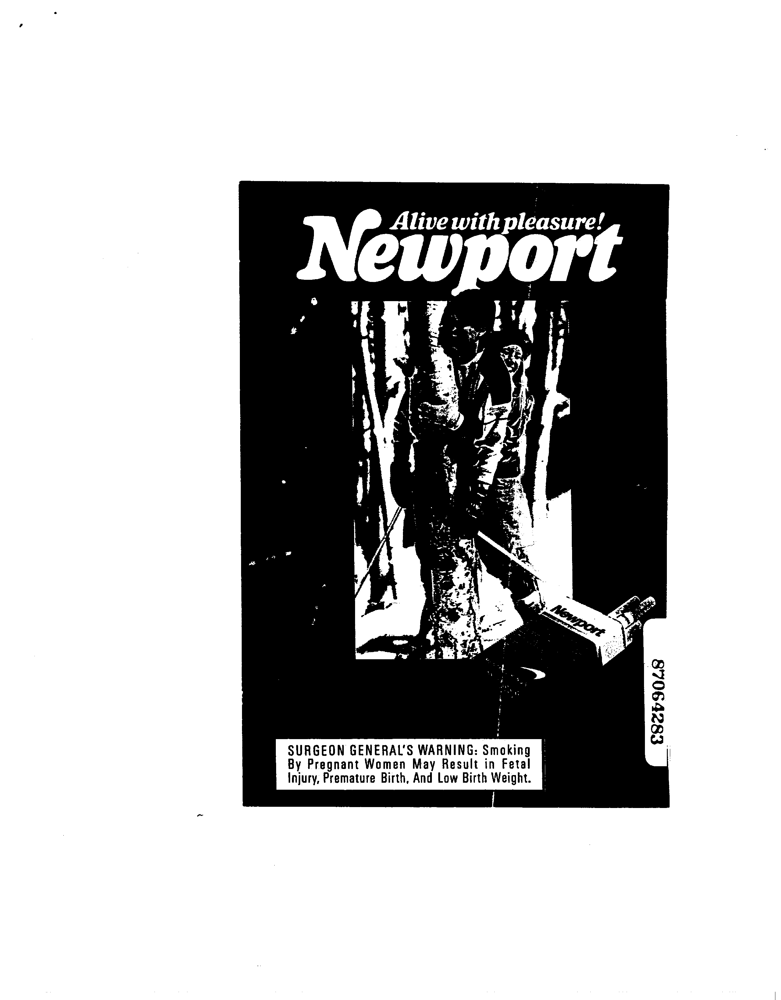 Alive with pleasure!
Newport
Newport
87064283
SURGEON GENERAL'S WARNING: Smoking
By Pregnant Women May Result in Fetal
Injury, Premature Birth, And Low Birth Weight.